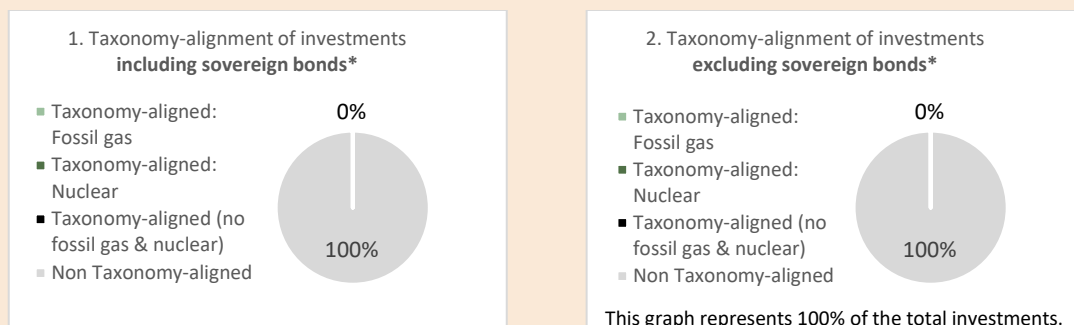 1. Taxonomy-alignment of investments
including sovereign bonds*
Taxonomy-aligned:
Fossil gas
Taxonomy-aligned:
Nuclear
Taxonomy-aligned (no
fossil gas & nuclear)
Non Taxonomy-aligned
0%
100%
2. Taxonomy-alignment of investments
excluding sovereign bonds*
Taxonomy-aligned:
Fossil gas
Taxonomy-aligned:
Nuclear
Taxonomy-aligned (no
fossil gas & nuclear)
Non Taxonomy-aligned
0%
100%
This graph represents 100% of the total investments.